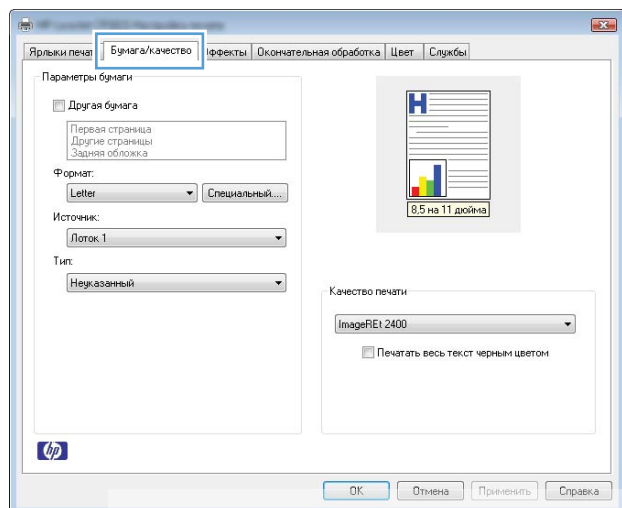 Ярлыки печат
Бумага/качество
ффекты
Окончательная обработка
Цвет
Службы
Параметры бумаги
Другая бумага
Первая страница
Другие страницы
Задняя обложка
Формат:
Letter
Специальный....
Источник:
Лоток 1
Тип:
Неуказанный
H
8,5 на 11 дюйма
Качество печати
ImageREt 2400
Печатать весь текст черным цветом
hp
OK
Отмена
Применить
Справка